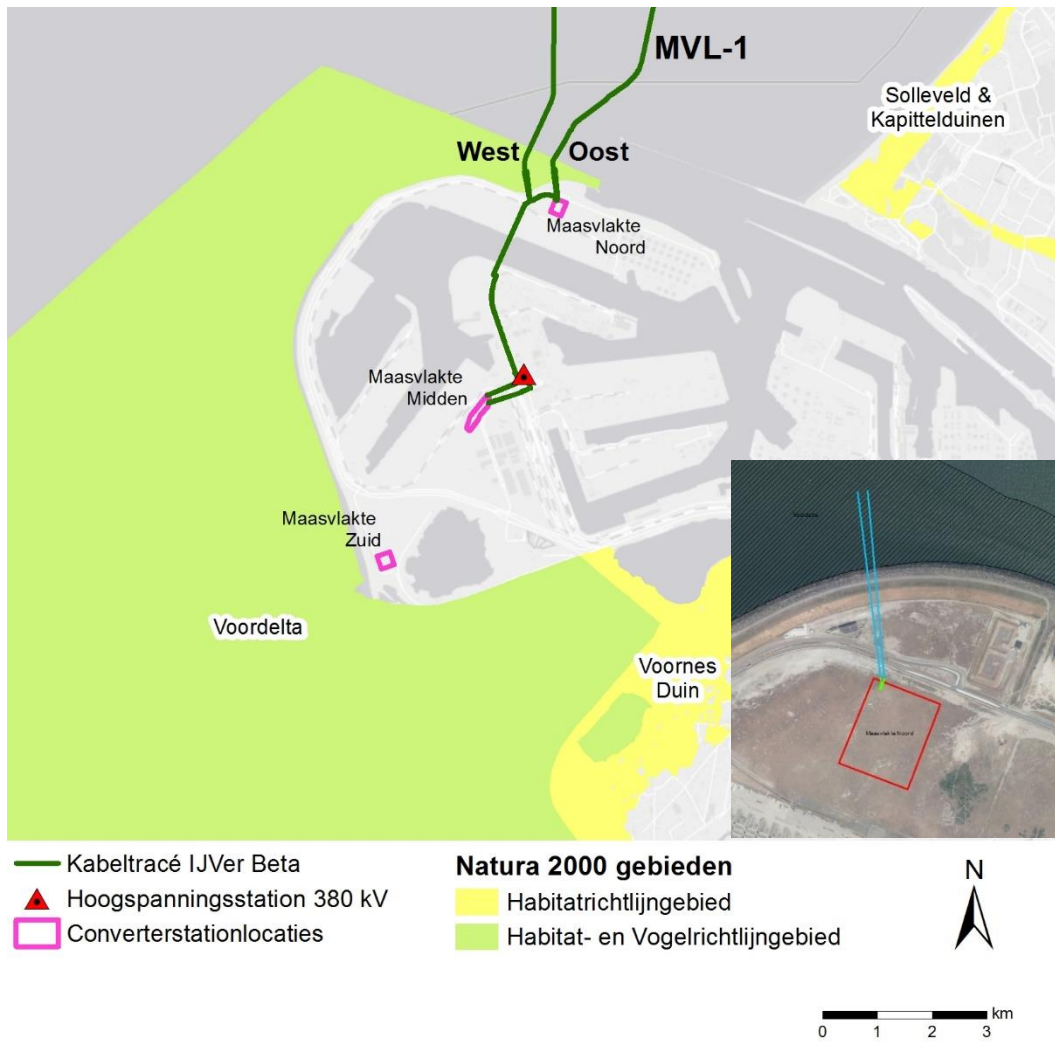 MVL-1
Solleveld &
Kapittelduinen
West
Oost
Maasvlakte
Noord
Maasvlakte
Midden
Maasvlakte
Zuid
Voordelta
Voornes
Duin
Voordelta
Maasvlakte Noord
Kabeltracé IJVer Beta
Hoogspanningsstation 380 kV
Converterstationlocaties
Natura 2000 gebieden
Habitatrichtlijngebied
Habitat- en Vogelrichtlijngebied
N
km
0 1 2 3